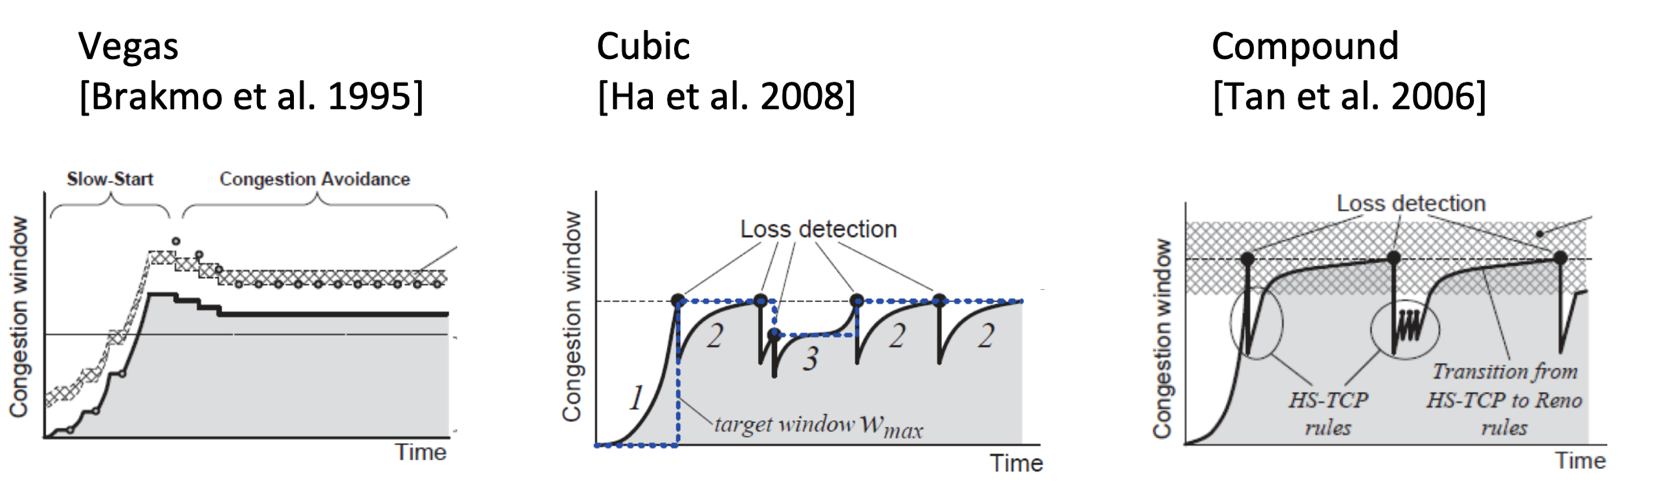 Vegas
[Brakmo et al. 1995]
Slow-Start
Congestion Avoidance
Congestion window
Time
Cubic
[Ha et al. 2008]
Loss detection
Congestion window
1
2
3
2
2
target window Wmax
Time
Compound
[Tan et al. 2006]
Loss detection
Congestion window
HS-TCP
rules
Transition from
HS-TCP to Reno
rules
Time